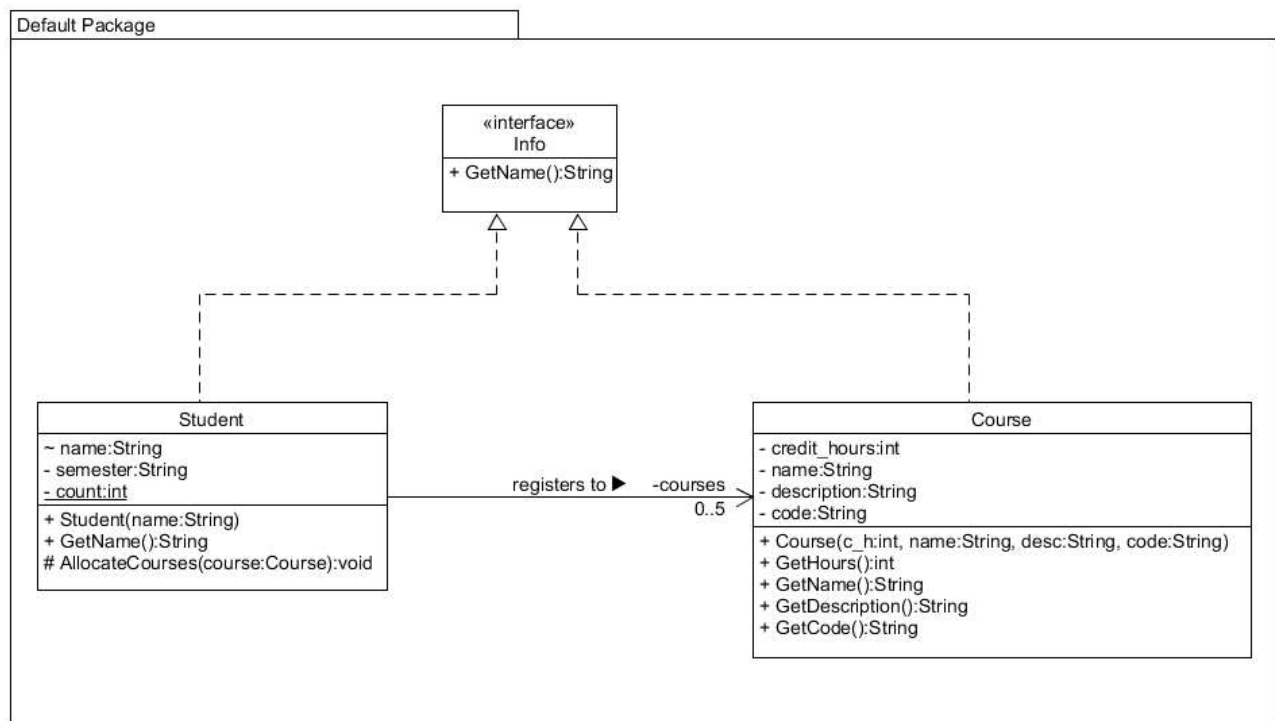 Default Package
«interface»
Info
+ GetName():String
Student
~ name:String
- semester:String
- count:int
+ Student(name:String)
+ GetName():String
# AllocateCourses(course:Course):void
registers to ▶ -courses
0..5
Course
- credit_hours:int
- name:String
- description:String
- code:String
+ Course(c_h:int, name:String, desc:String, code:String)
+ GetHours():int
+ GetName():String
+ GetDescription():String
+ GetCode():String